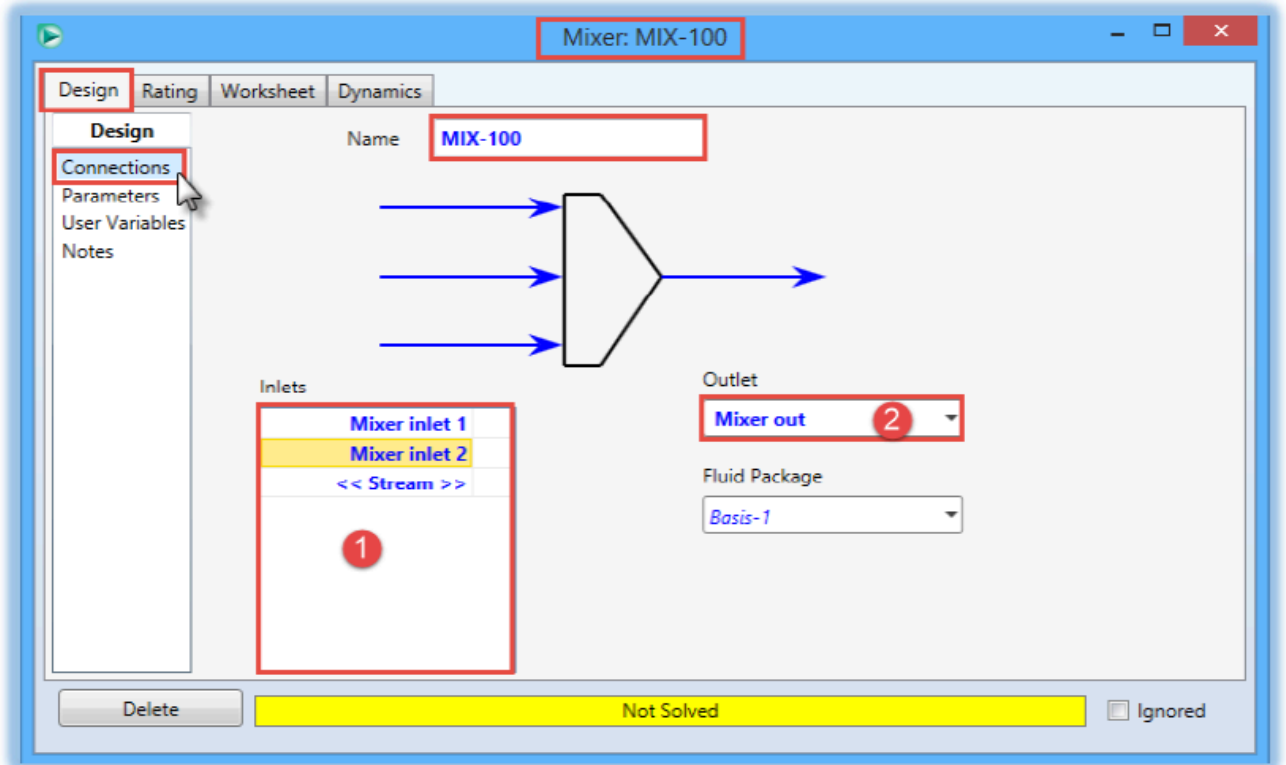 Mixer: MIX-100
Design Rating Worksheet Dynamics
Design
Connections
Parameters
User Variables
Notes
Name MIX-100
Inlets
Mixer inlet 1
Mixer inlet 2
<< Stream >>
1
Outlet
Mixer out 2
Fluid Package
Basis-1
Delete Not Solved Ignored